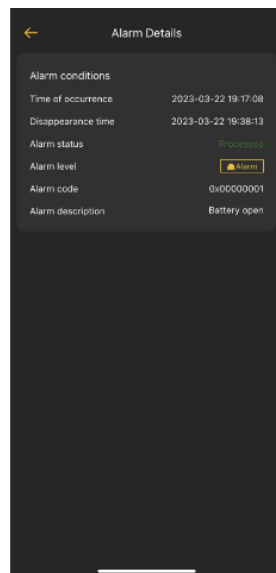 Alarm Details
Alarm conditions
Time of occurrence 2023-03-22 19:17:08
Disappearance time 2023-03-22 19:38:13
Alarm status Processed
Alarm level Alarm
Alarm code 0x00000001
Alarm description Battery open